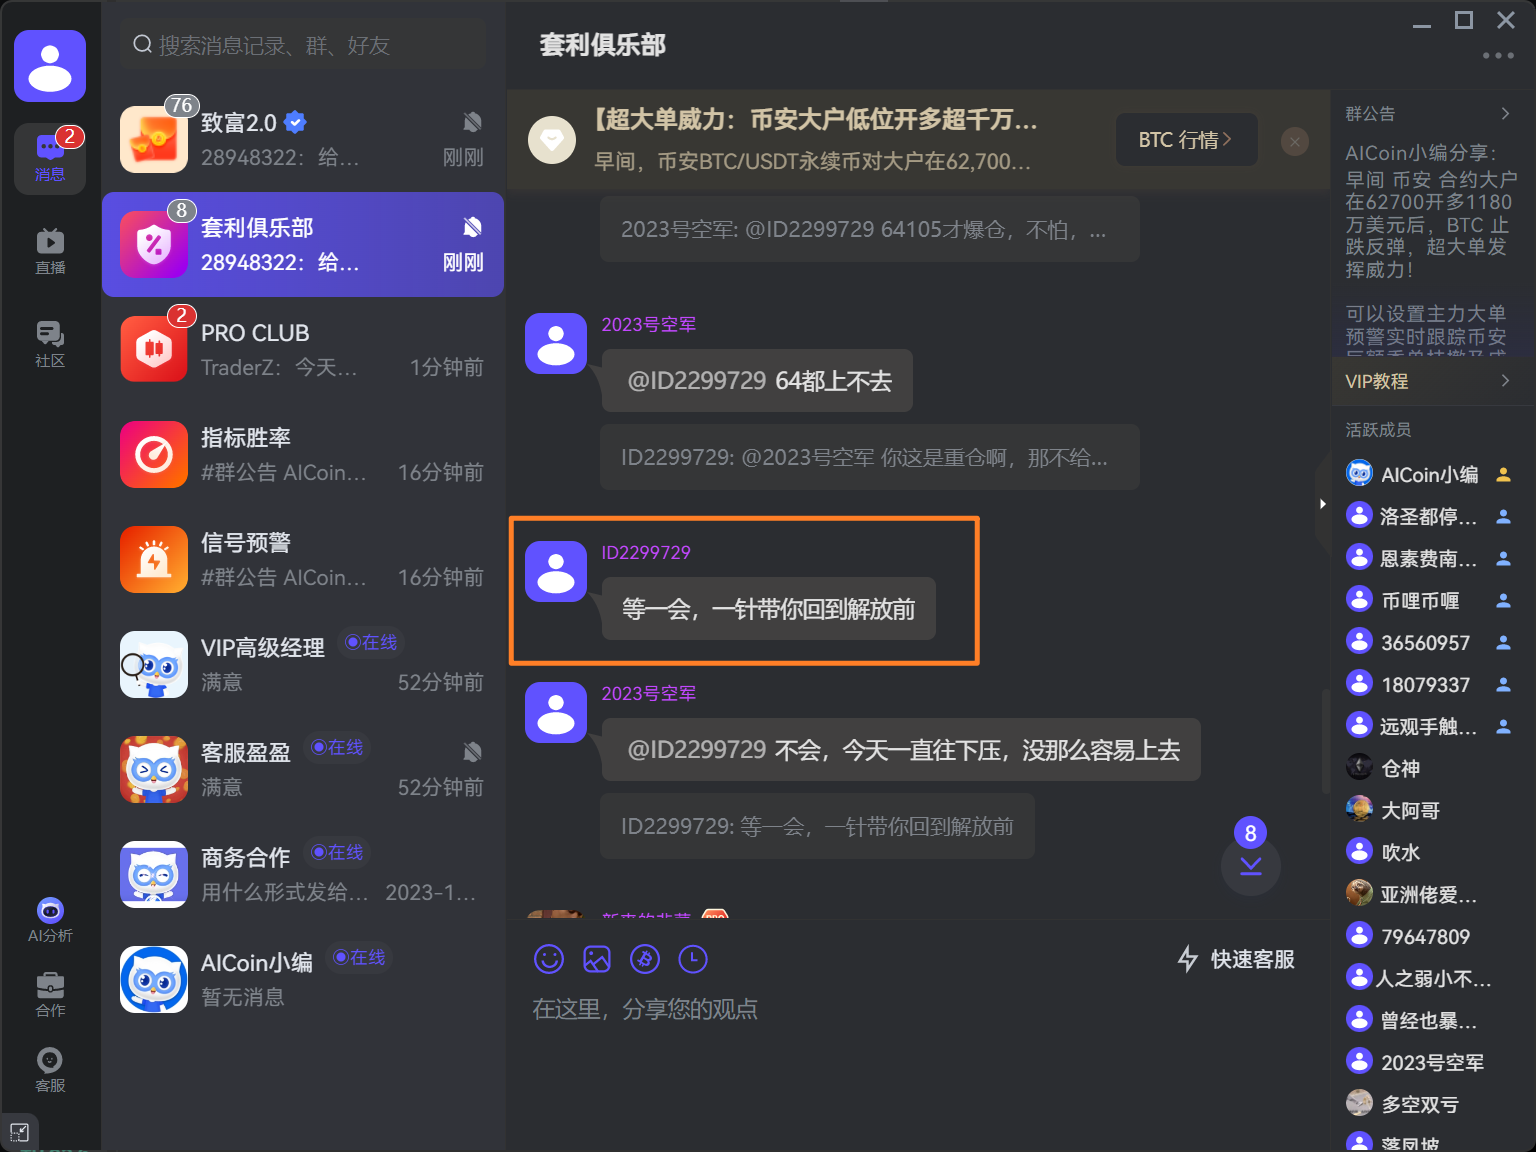 搜索消息记录、群、好友
76
致富2.0
28948322：给...
刚刚
8
套利俱乐部
28948322：给...
刚刚
2
PRO CLUB
TraderZ：今天...
1分钟前
指标胜率
#群公告 AICoin...
16分钟前
信号预警
#群公告 AICoin...
16分钟前
VIP高级经理
在线
满意
52分钟前
客服盈盈
在线
满意
52分钟前
商务合作
在线
用什么形式发给...
2023-1...
AICoin小编
在线
暂无消息
2
消息
直播
社区
AI分析
合作
客服
套利俱乐部
【超大单威力：币安大户低位开多超千万...
早间，币安BTC/USDT永续币对大户在62,700...
BTC 行情
2023号空军: @ID2299729 64105才爆仓，不怕，...
2023号空军
@ID2299729 64都上不去
ID2299729: @2023号空军 你这是重仓啊，那不给...
ID2299729
等一会，一针带你回到解放前
2023号空军
@ID2299729 不会，今天一直往下压，没那么容易上去
ID2299729: 等一会，一针带你回到解放前
8
快速客服
在这里，分享您的观点
群公告
AICoin小编分享：
早间 币安 合约大户
在62700开多1180
万美元后，BTC 止
跌反弹，超大单发
挥威力！
可以设置主力大单
预警实时跟踪币安
VIP教程
活跃成员
AICoin小编
洛圣都停...
恩素费南...
币哩币喱
36560957
18079337
远观手触...
仓神
大阿哥
吹水
亚洲佬爱...
79647809
人之弱小不...
曾经也暴...
2023号空军
多空双亏
落凤坡